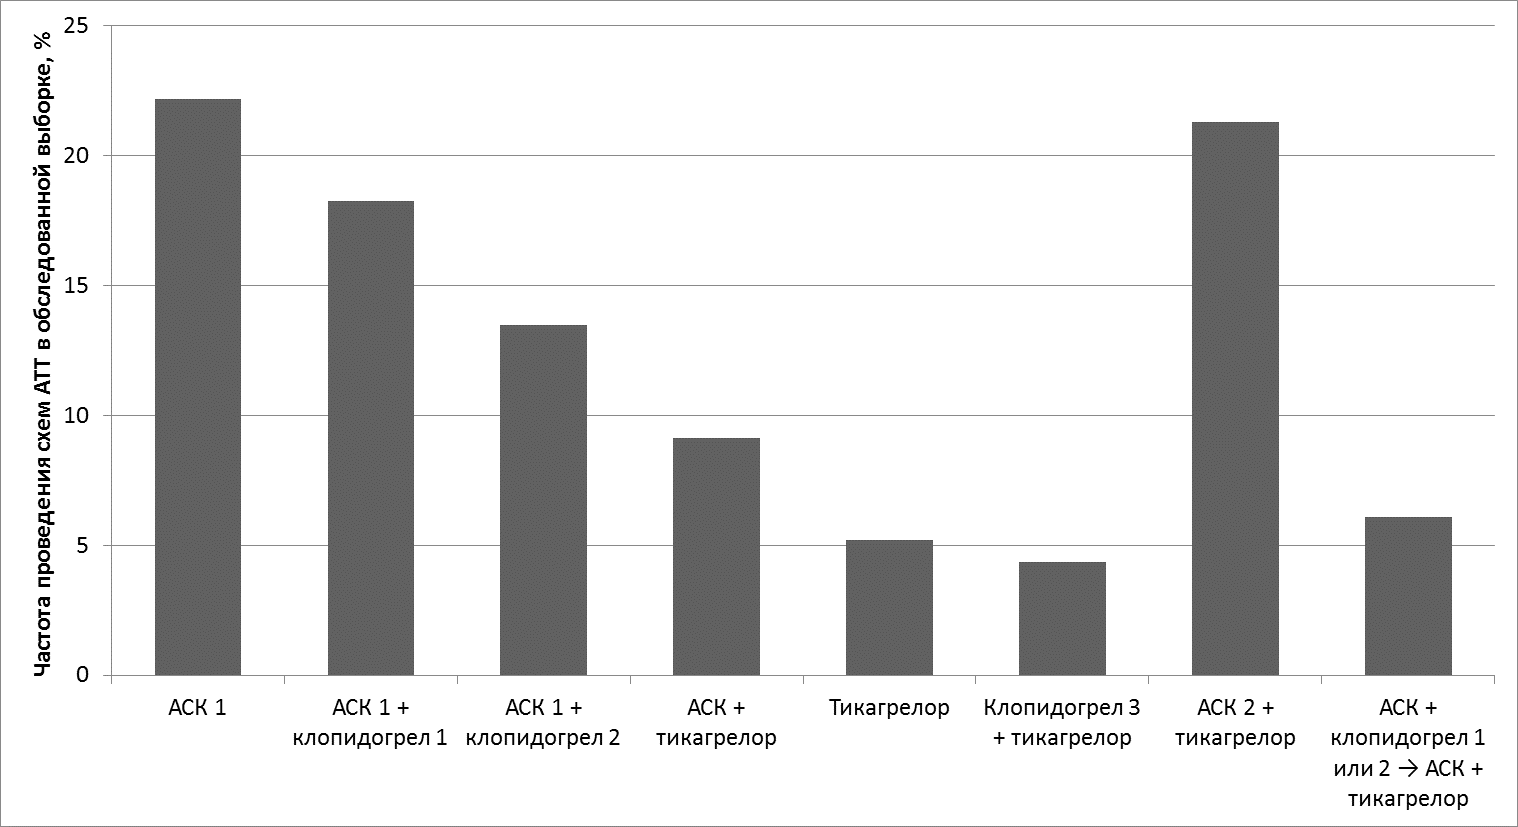 Частота проведения схем АТТ в обследованной выборке, %
25
20
15
10
5
0
АСК 1
АСК 1 +
клопидогрел 1
АСК 1 +
клопидогрел 2
АСК +
тикагрелор
Тикагрелор
Клопидогрел 3
+ тикагрелор
АСК 2 +
тикагрелор
АСК +
клопидогрел 1
или 2 → АСК +
тикагрелор